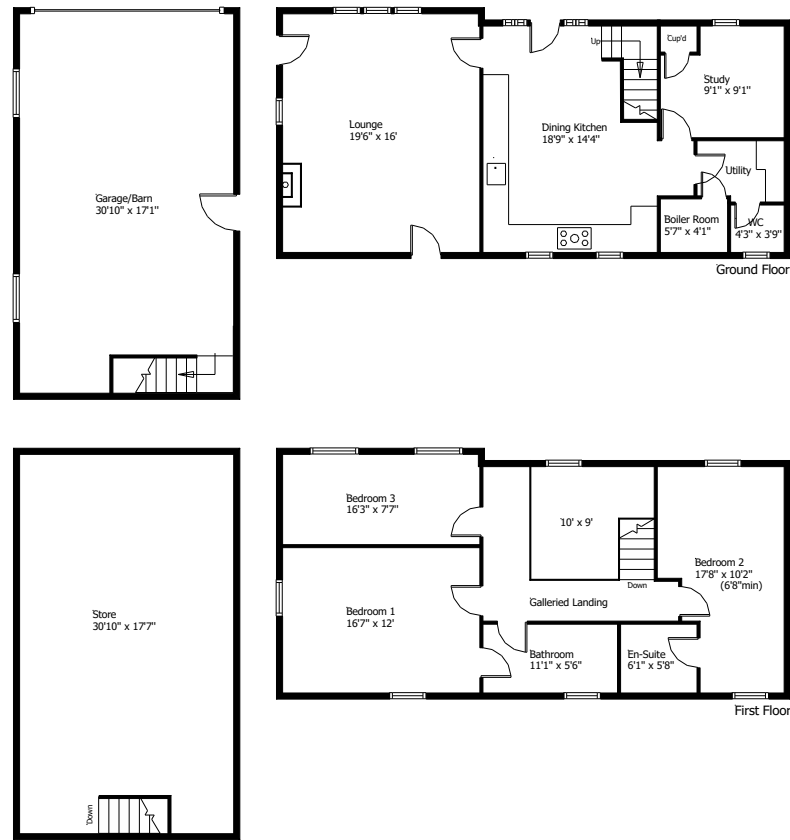 Garage/Barn
30'10" x 17'1"
Lounge
19'6" x 16'
Up
Dining Kitchen
18'9" x 14'4"
Cup'd
Study
9'1" x 9'1"
Utility
Boiler Room
5'7" x 4'1"
WC
4'3" x 3'9"
Ground Floor
Store
30'10" x 17'7"
Down
Bedroom 3
16'3" x 7'7"
Bedroom 1
16'7" x 12'
10' x 9'
Down
Galleried Landing
Bedroom 2
17'8" x 10'2"
(6'8"min)
Bathroom
11'1" x 5'6"
En-Suite
6'1" x 5'8"
First Floor